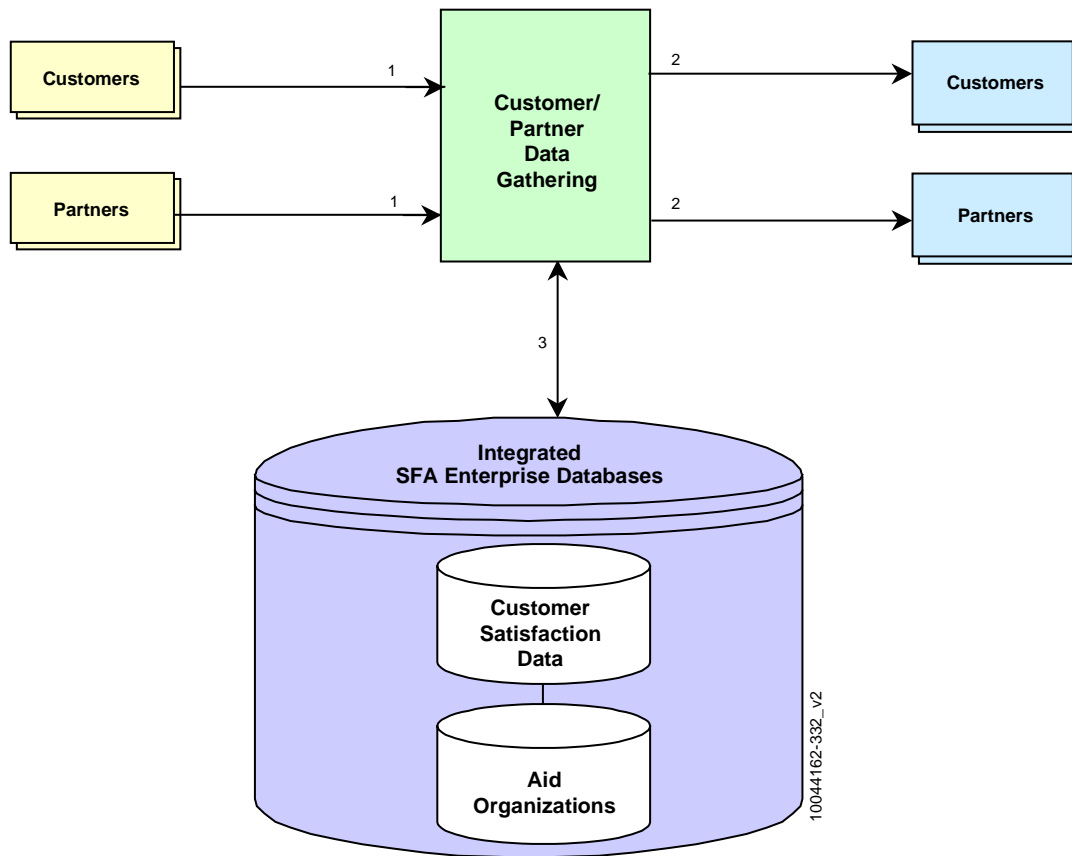 Customers
1
Customer/
Partner
Data
Gathering
2
Customers
Partners
1
2
Partners
3
Integrated
SFA Enterprise Databases
Customer
Satisfaction
Data
Aid
Organizations
10044162-332_v2